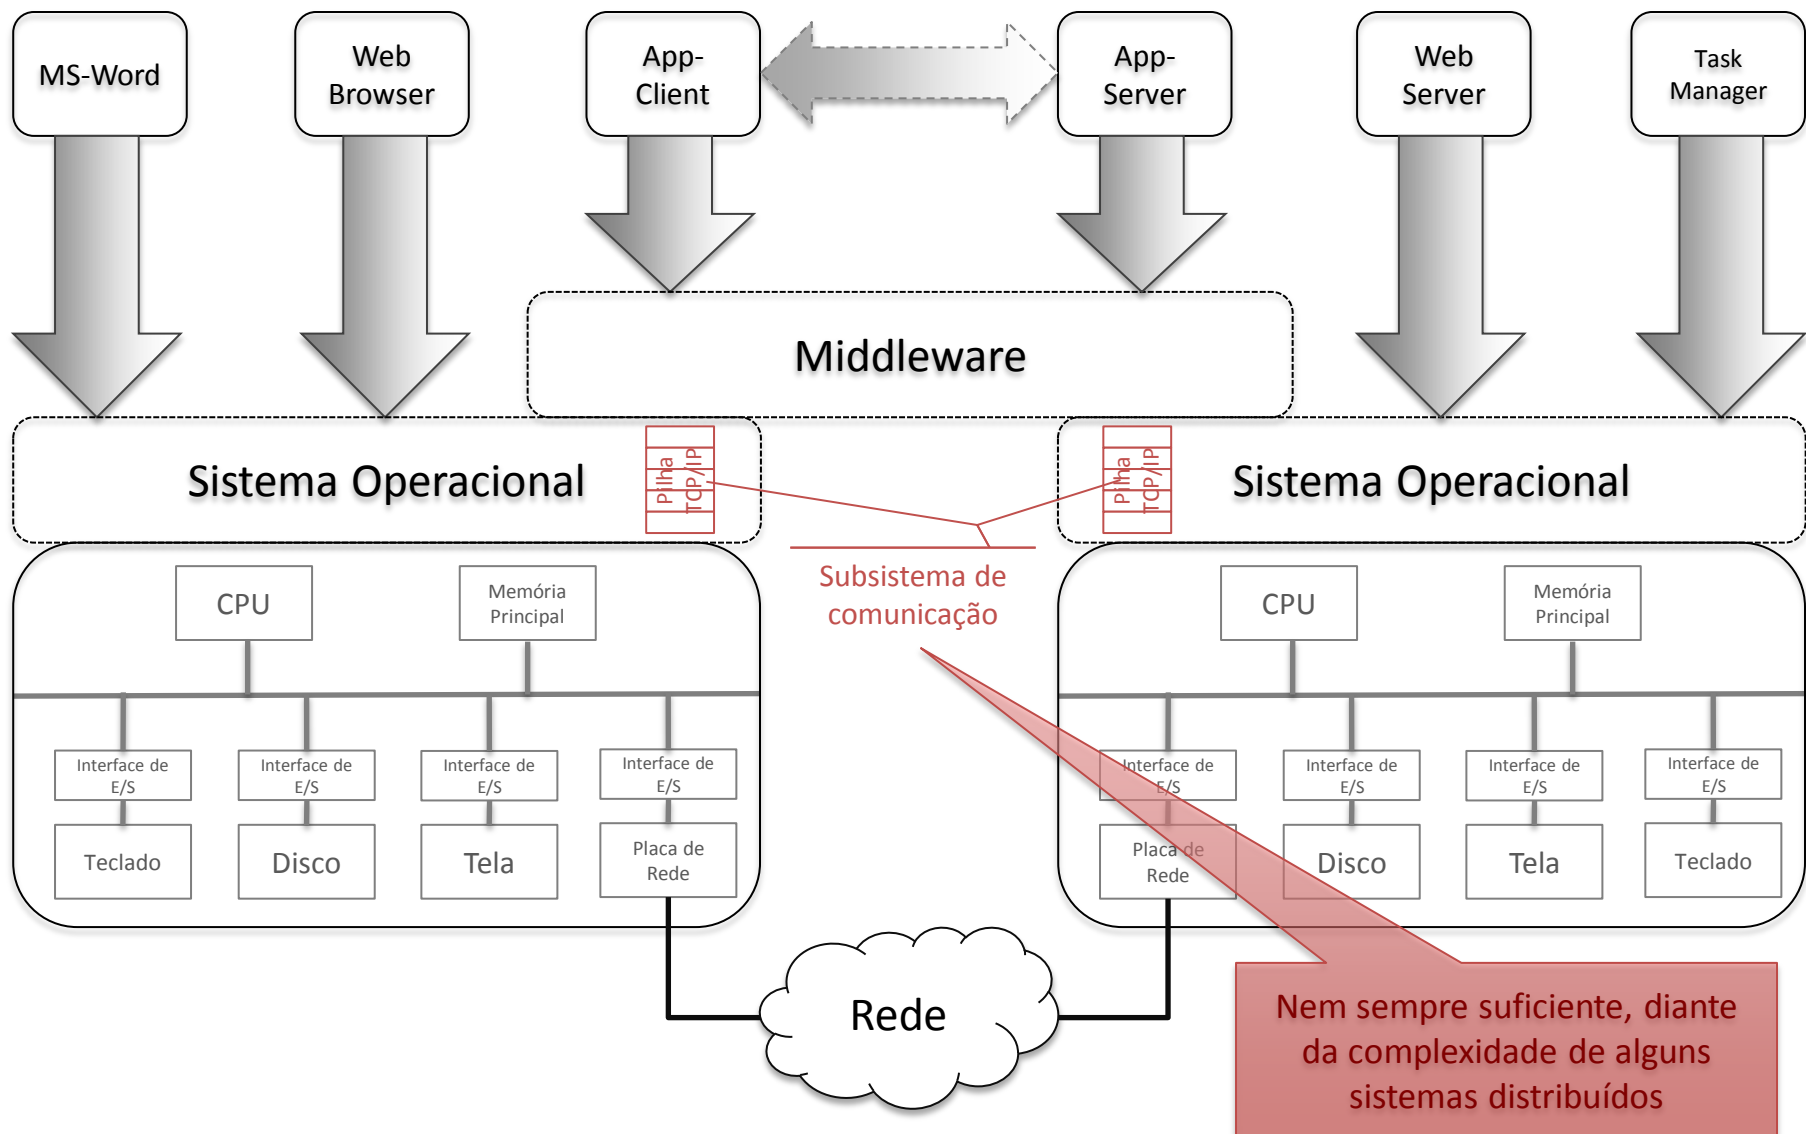 MS-Word
Web
Browser
App-
Client
App-
Server
Web
Server
Task
Manager
Middleware
Sistema Operacional
Pilha
TCP/IP
Pilha
TCP/IP
Sistema Operacional
Subsistema de
comunicação
CPU
Memória
Principal
Interface de
E/S
Interface de
E/S
Interface de
E/S
Interface de
E/S
Teclado
Disco
Tela
Placa de
Rede
CPU
Memória
Principal
Interface de
E/S
Interface de
E/S
Interface de
E/S
Interface de
E/S
Placa de
Rede
Disco
Tela
Teclado
Rede
Nem sempre suficiente, diante
da complexidade de alguns
sistemas distribuídos